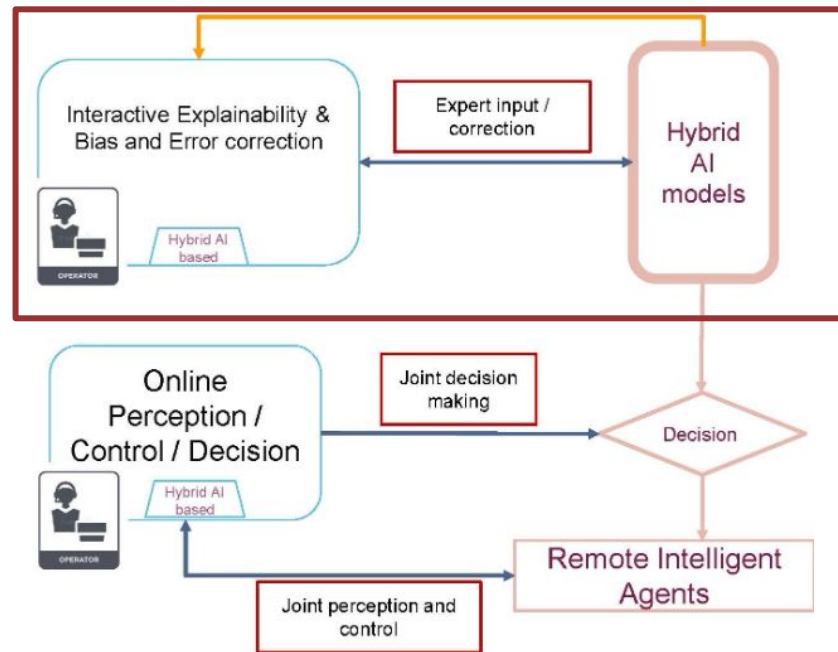 Interactive Explainability &
Bias and Error correction
Hybrid AI
based
OPERATOR
Expert input /
correction
Hybrid
AI
models
Online
Perception /
Control / Decision
Hybrid AI
based
OPERATOR
Joint decision
making
Decision
Joint perception and
control
Remote Intelligent
Agents